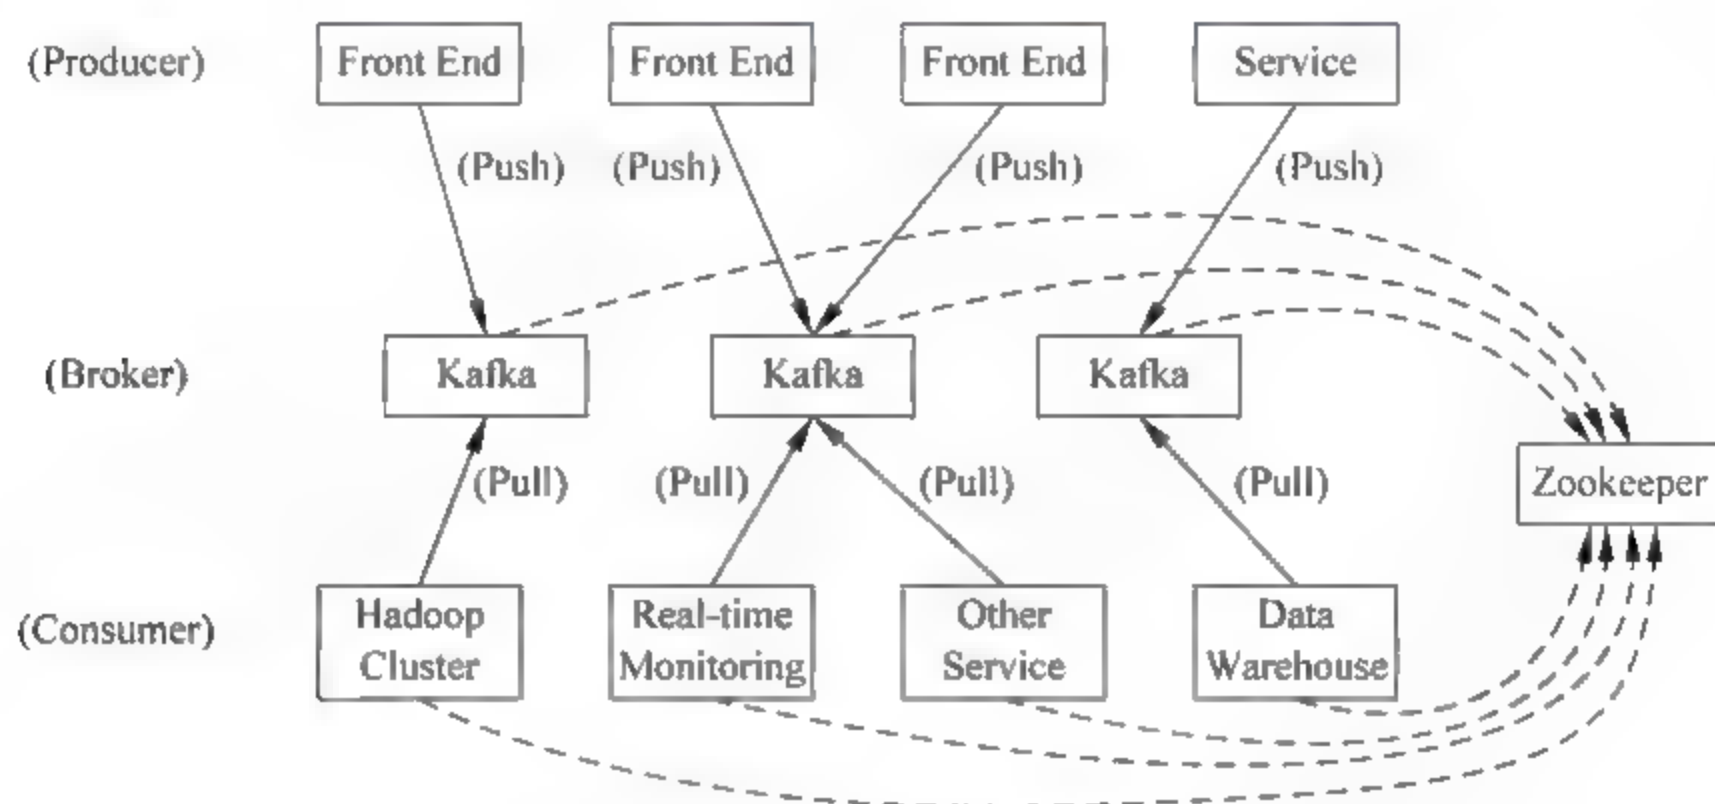 (Producer)
Front End
Front End
Front End
Service
(Push)
(Push)
(Push)
(Push)
(Broker)
Kafka
Kafka
Kafka
(Pull)
(Pull)
(Pull)
(Pull)
Zookeeper
(Consumer)
Hadoop
Cluster
Real-time
Monitoring
Other
Service
Data
Warehouse